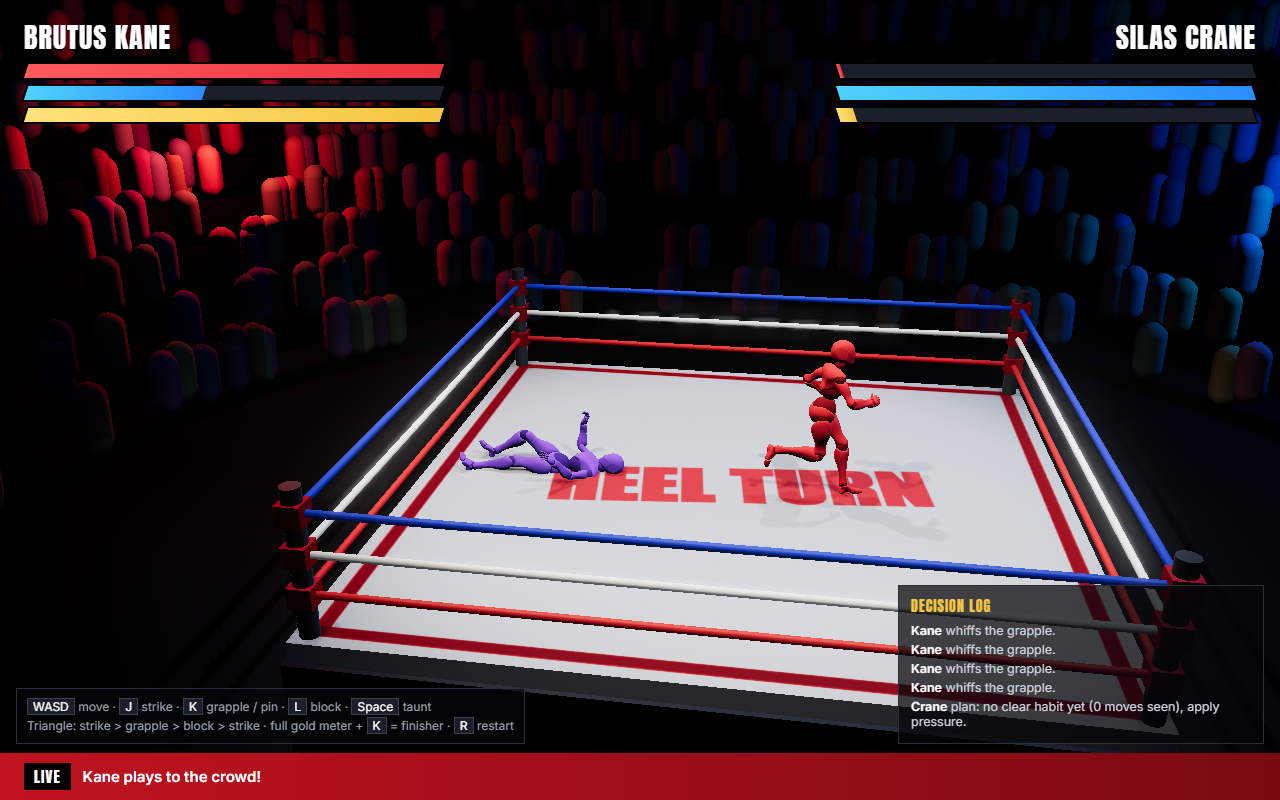 BRUTUS KANE
SILAS CRANE
HEEL TURN
DECISION LOG
Kane whiffs the grapple.
Kane whiffs the grapple.
Kane whiffs the grapple.
Kane whiffs the grapple.
Crane plan: no clear habit yet (0 moves seen), apply
pressure.
WASD move · J strike · K grapple / pin · L block · Space taunt
Triangle: strike > grapple > block > strike · full gold meter + K = finisher · R restart
LIVE Kane plays to the crowd!